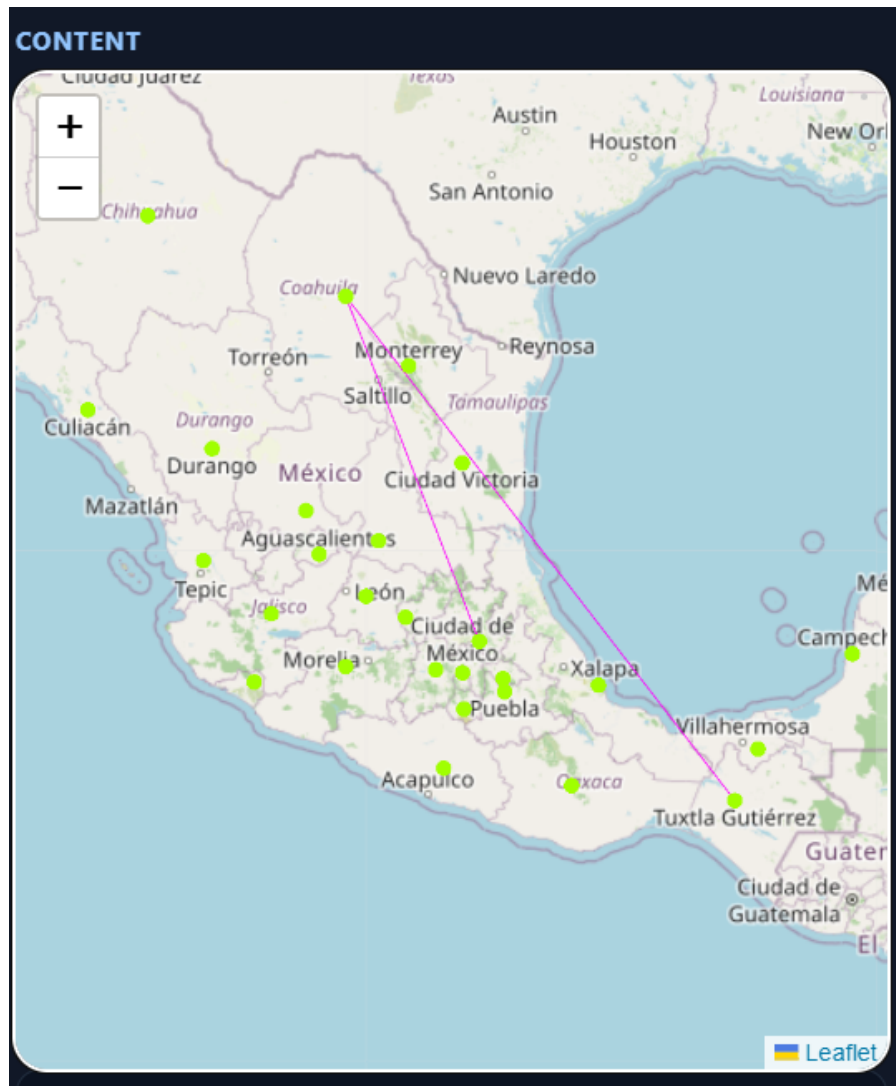 CONTENT
Ciudad Juárez
Texas
Louisiana
+
Austin
Houston
New Orl
−
San Antonio
Chihuahua
Nuevo Laredo
Coahuila
Reynosa
Monterrey
Torreón
Saltillo
Tamaulipas
Culiacán
Durango
Durango
México
Ciudad Victoria
Mazatlán
Aguascalientes
Tepic
León
Mé
Jalisco
Ciudad de
México
Campech
Morelia
Xalapa
Puebla
Villahermosa
Acapulco
Oaxaca
Tuxtla Gutiérrez
Guater
Ciudad de
Guatemala
El
Leaflet